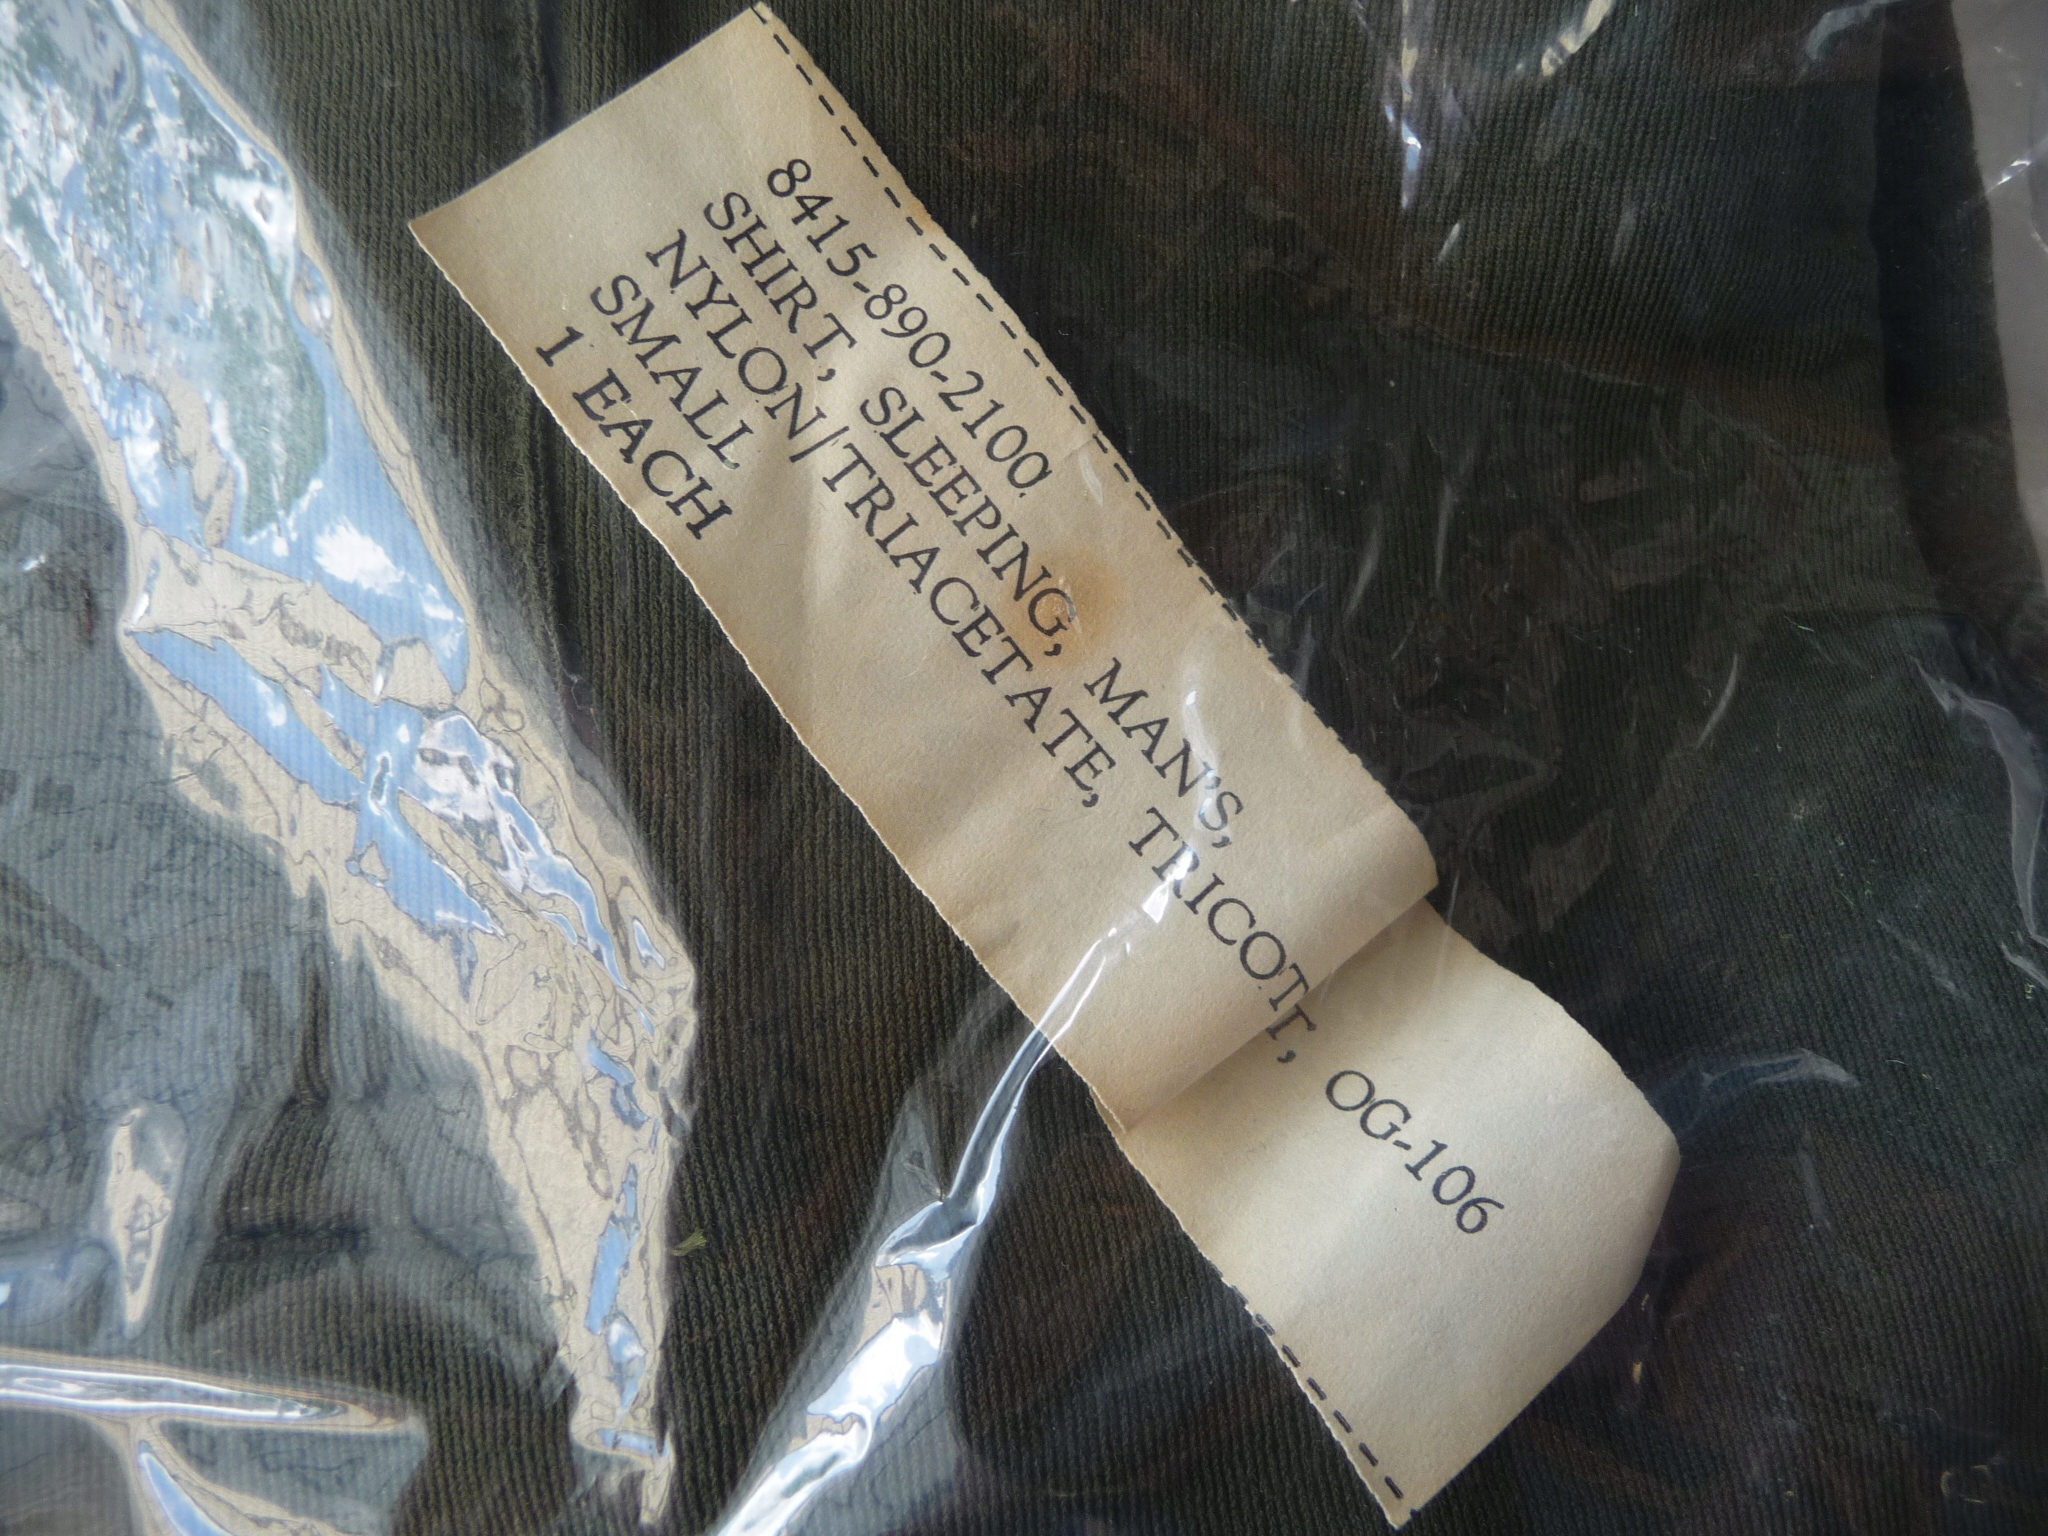 8415-890-2100
SHIRT, SLEEPING, MAN'S,
NYLON/TRIACETATE, TRICOT, OG-106
SMALL
1 EACH